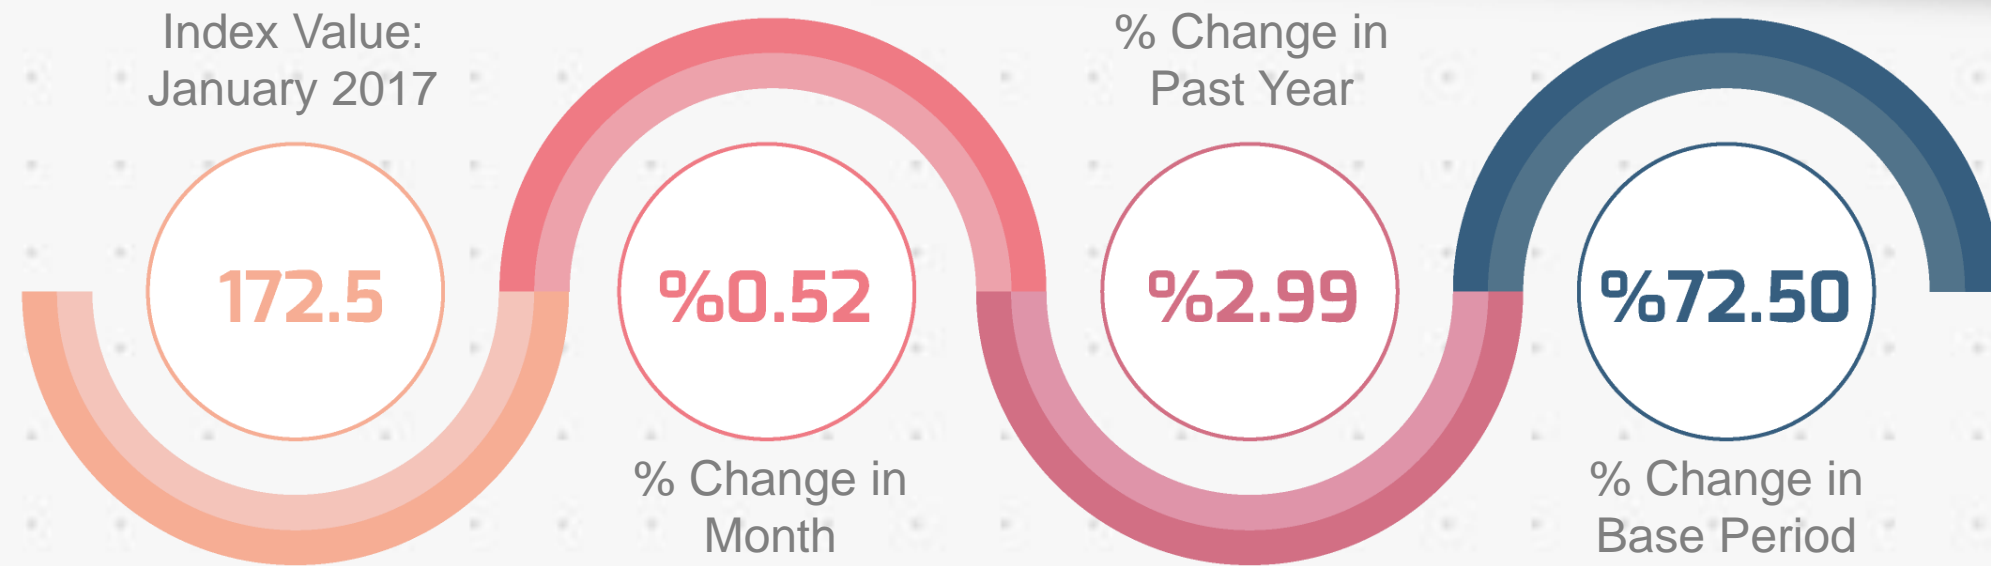 Index Value:
January 2017
172.5
%0.52
% Change in
Month
% Change in
Past Year
%2.99
%72.50
% Change in
Base Period